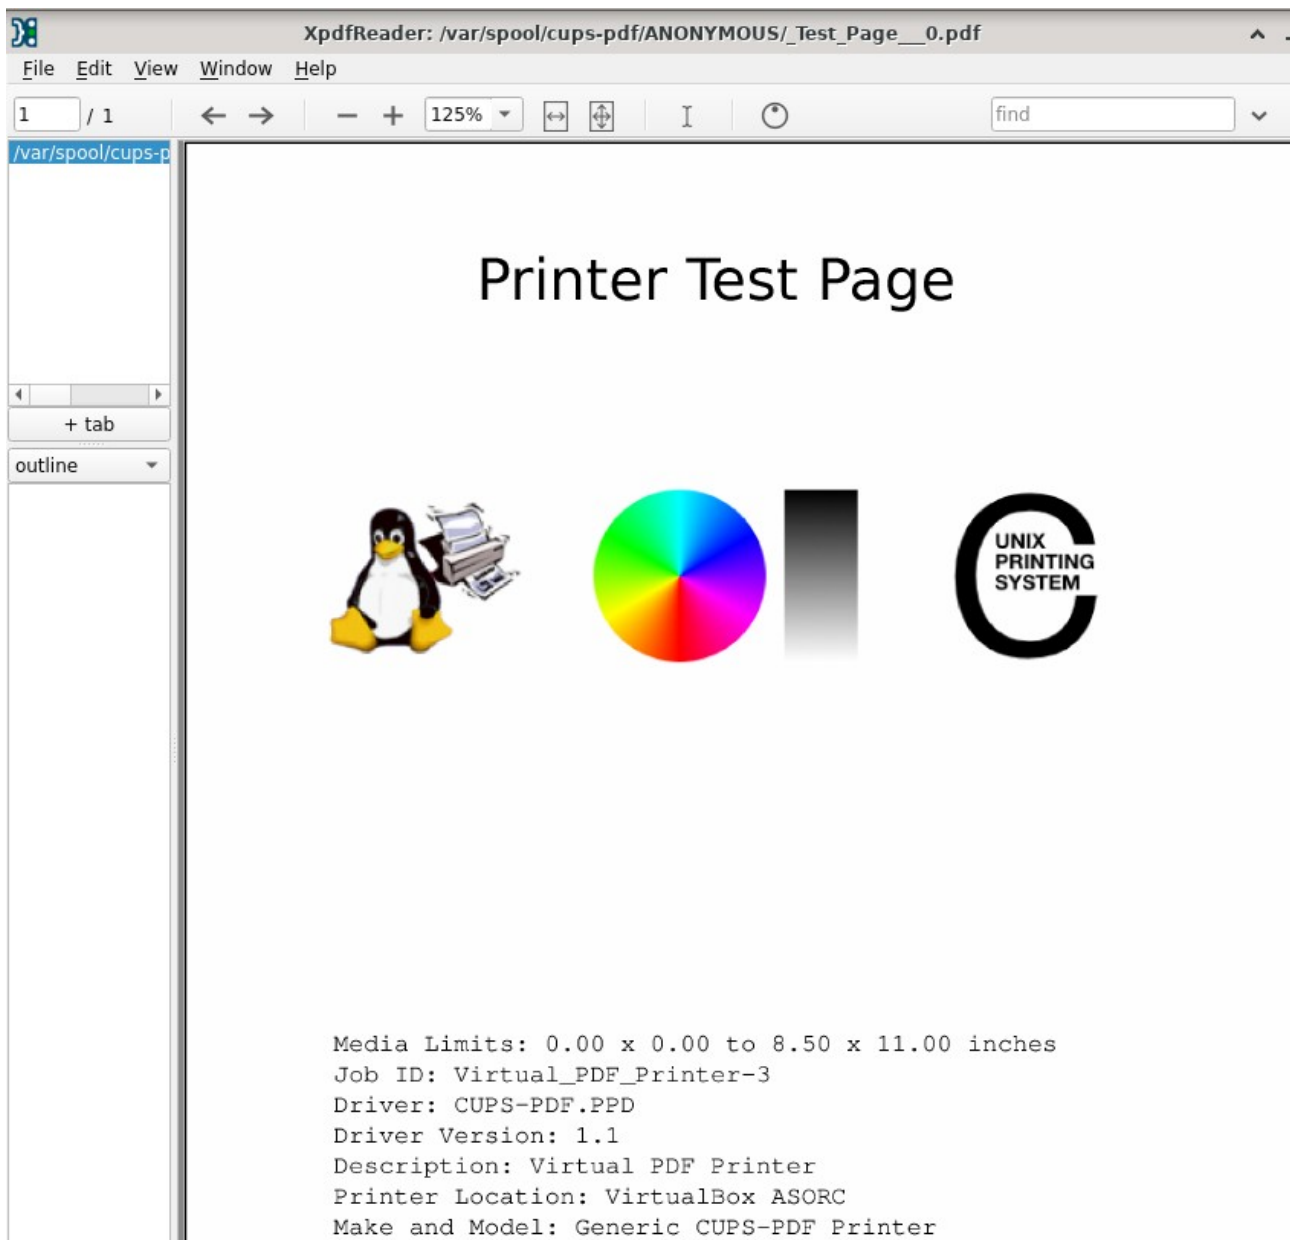 XpdfReader: /var/spool/cups-pdf/ANONYMOUS/_Test_Page__0.pdf
File Edit View Window Help
1 / 1 125% find
/var/spool/cups-p
+ tab
outline
Printer Test Page
UNIX
PRINTING
SYSTEM
Media Limits: 0.00 x 0.00 to 8.50 x 11.00 inches
Job ID: Virtual_PDF_Printer-3
Driver: CUPS-PDF.PPD
Driver Version: 1.1
Description: Virtual PDF Printer
Printer Location: VirtualBox ASORC
Make and Model: Generic CUPS-PDF Printer